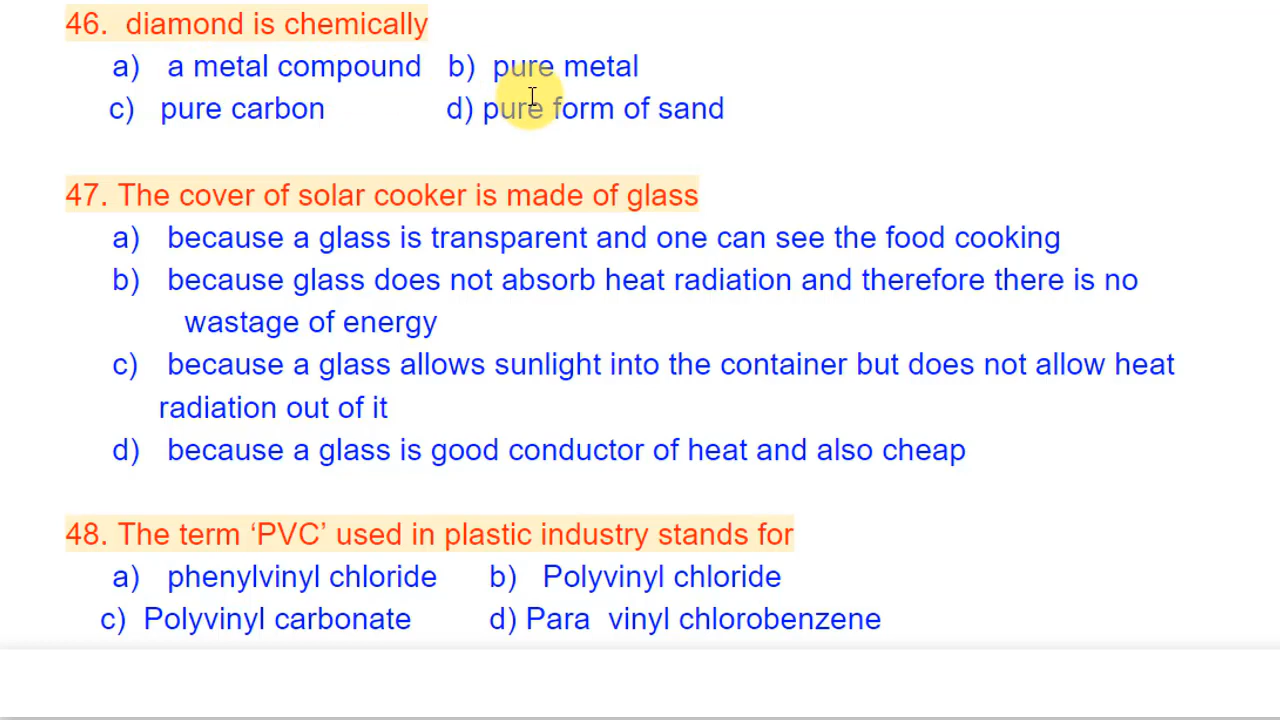 46. diamond is chemically
a) a metal compound b) pure metal
c) pure carbon d) pure form of sand
47. The cover of solar cooker is made of glass
a) because a glass is transparent and one can see the food cooking
b) because glass does not absorb heat radiation and therefore there is no
wastage of energy
c) because a glass allows sunlight into the container but does not allow heat
radiation out of it
d) because a glass is good conductor of heat and also cheap
48. The term ‘PVC’ used in plastic industry stands for
a) phenylvinyl chloride b) Polyvinyl chloride
c) Polyvinyl carbonate d) Para vinyl chlorobenzene